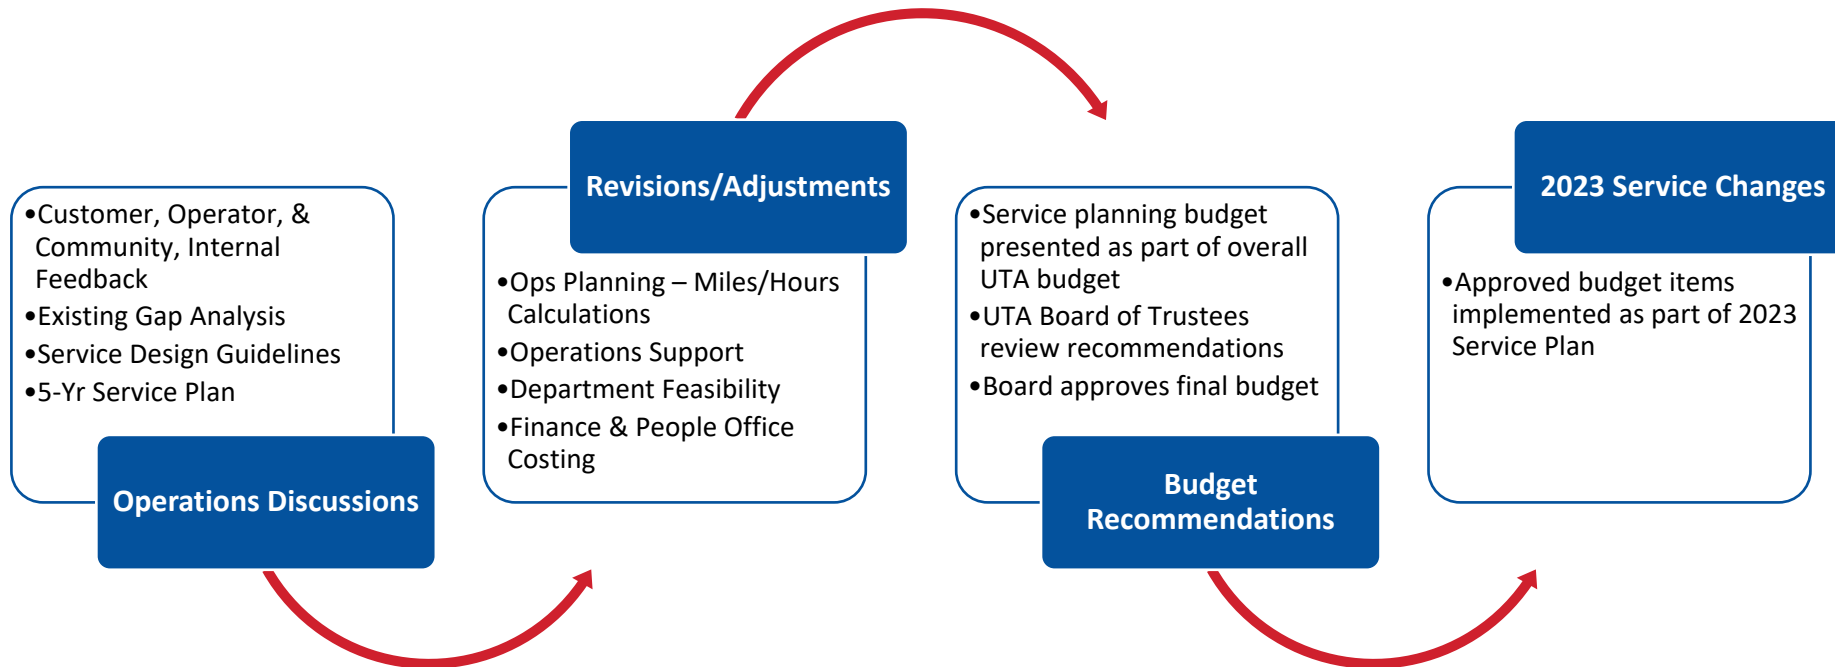 •Customer, Operator, &
Community, Internal
Feedback
•Existing Gap Analysis
•Service Design Guidelines
•5-Yr Service Plan
Operations Discussions
Revisions/Adjustments
•Ops Planning – Miles/Hours
Calculations
•Operations Support
•Department Feasibility
•Finance & People Office
Costing
•Service planning budget
presented as part of overall
UTA budget
•UTA Board of Trustees
review recommendations
•Board approves final budget
Budget
Recommendations
2023 Service Changes
•Approved budget items
implemented as part of 2023
Service Plan